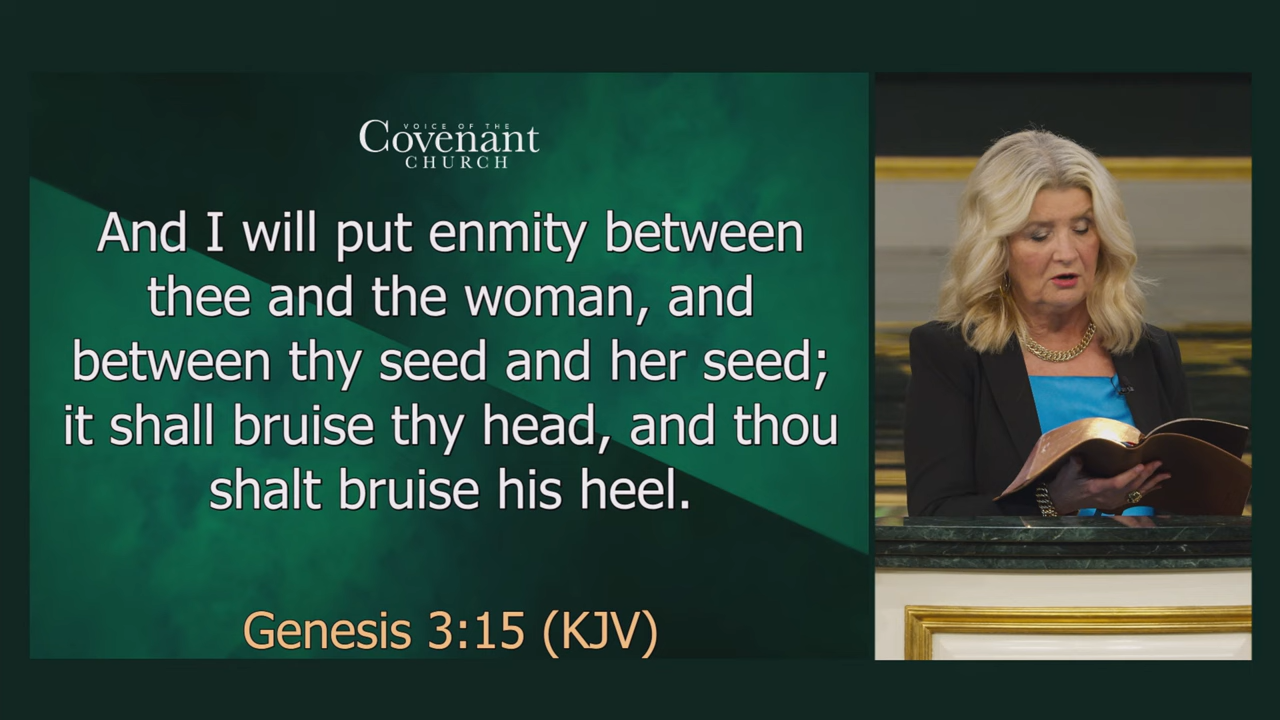 VOICE OF THE
Covenant
CHURCH
And I will put enmity between
thee and the woman, and
between thy seed and her seed;
it shall bruise thy head, and thou
shalt bruise his heel.
Genesis 3:15 (KJV)